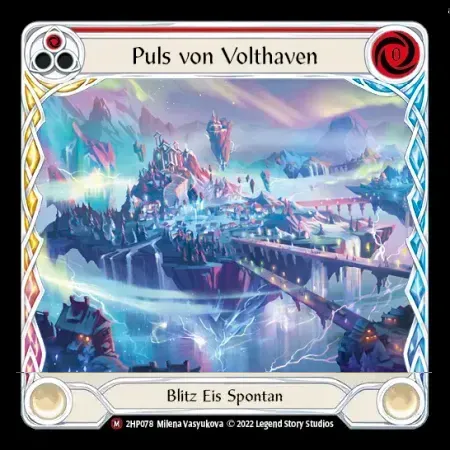 Puls von Volthaven
0
Blitz Eis Spontan
M 2HP078 Milena Vasyukova © 2022 Legend Story Studios